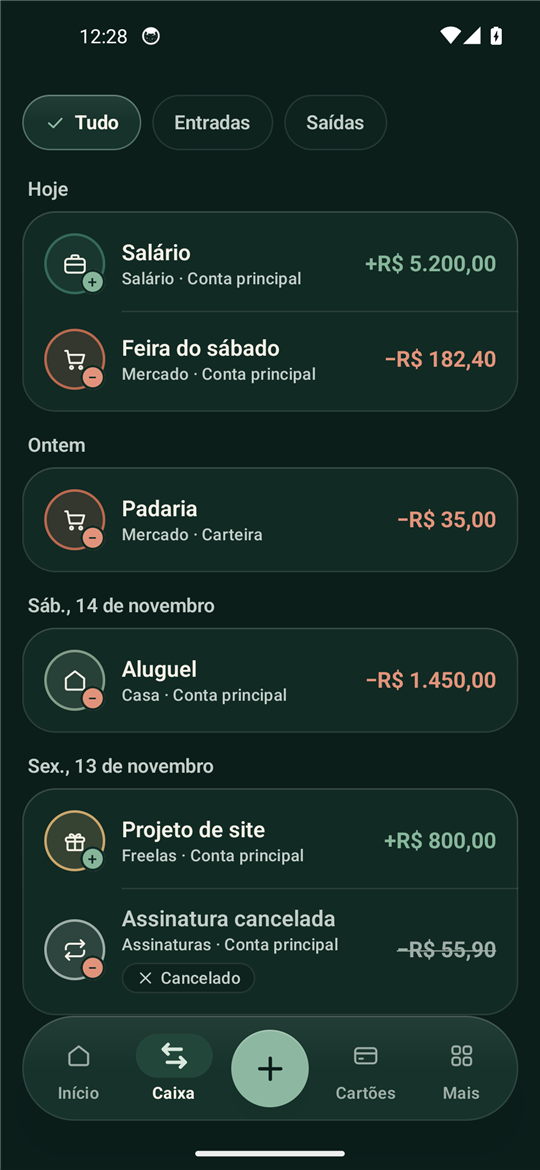 12:28
Tudo
Entradas
Saídas
Hoje
Salário
+R$ 5.200,00
Salário · Conta principal
Feira do sábado
−R$ 182,40
Mercado · Conta principal
Ontem
Padaria
−R$ 35,00
Mercado · Carteira
Sáb., 14 de novembro
Aluguel
−R$ 1.450,00
Casa · Conta principal
Sex., 13 de novembro
Projeto de site
+R$ 800,00
Freelas · Conta principal
Assinatura cancelada
Assinaturas · Conta principal
−R$ 55,90
Cancelado
Início
Caixa
Cartões
Mais